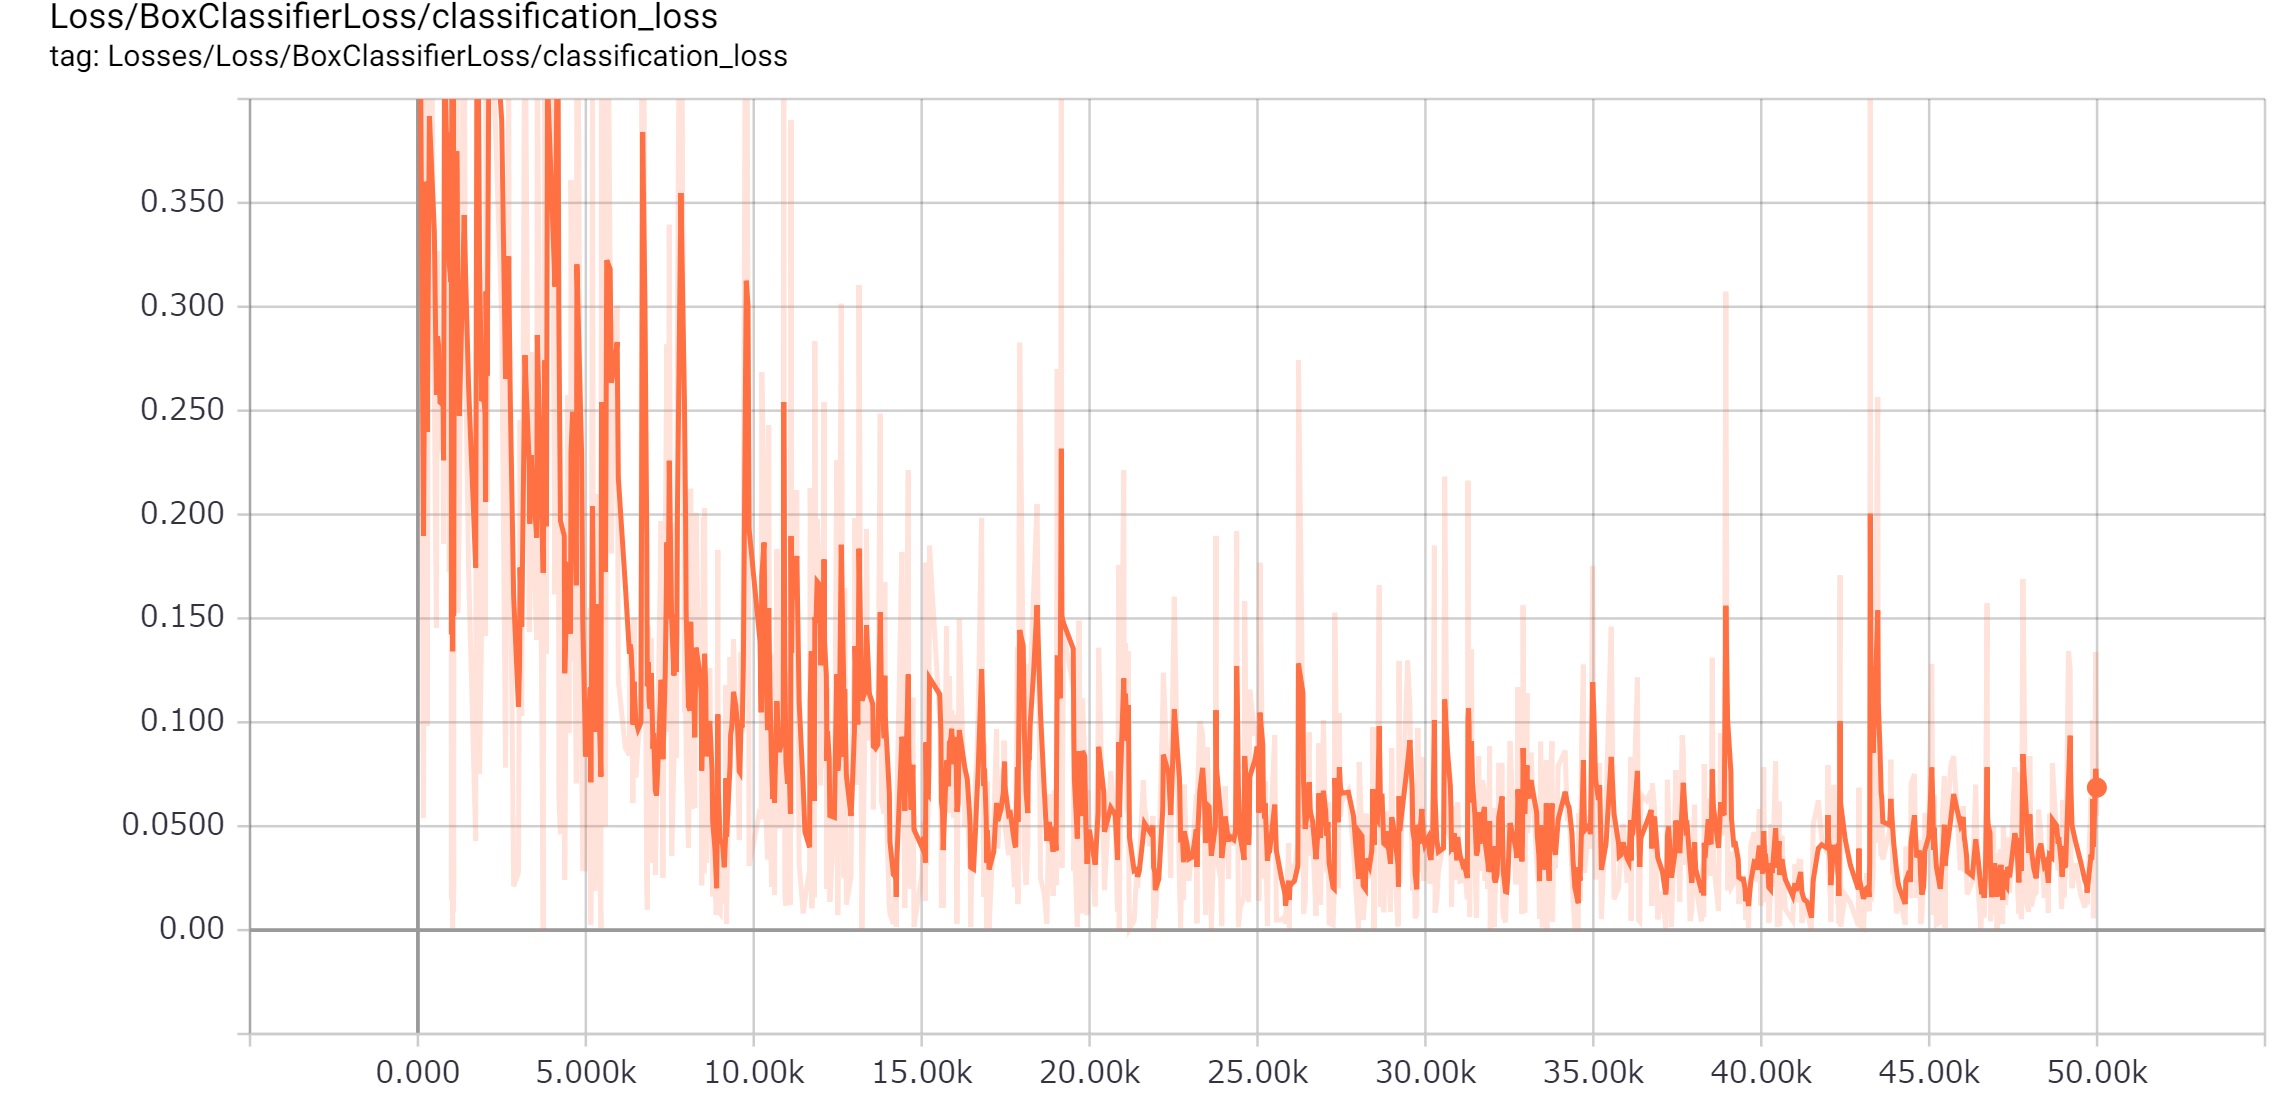 Loss/BoxClassifierLoss/classification_loss
tag: Losses/Loss/BoxClassifierLoss/classification_loss
0.350
0.300
0.250
0.200
0.150
0.100
0.0500
0.00
0.000 5.000k 10.00k 15.00k 20.00k 25.00k 30.00k 35.00k 40.00k 45.00k 50.00k